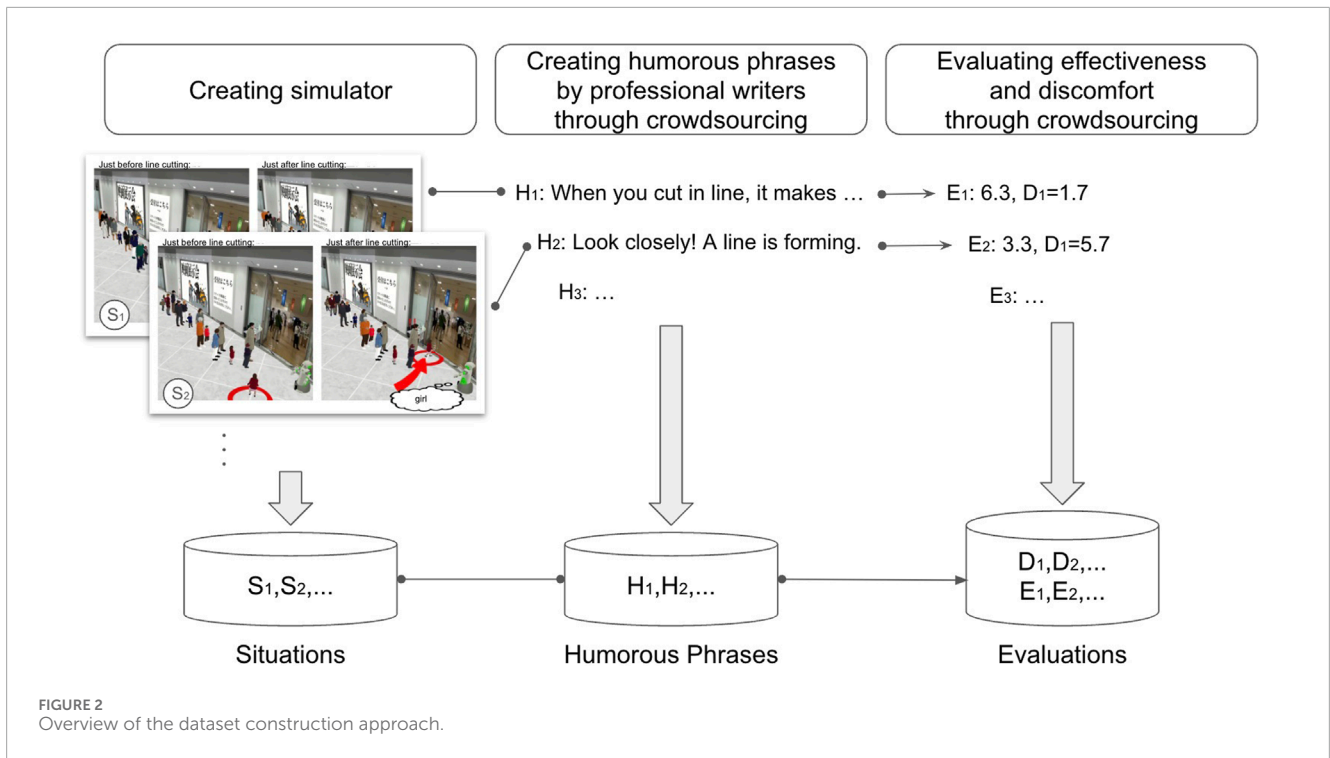 Creating simulator
Creating humorous phrases
by professional writers
through crowdsourcing
Evaluating effectiveness
and discomfort
through crowdsourcing
Just before line cutting:...
Just after line cutting:...
S1
Just before line cutting:
Just after line cutting:
S2
girl
H1: When you cut in line, it makes …
E1: 6.3, D1=1.7
H2: Look closely! A line is forming.
E2: 3.3, D1=5.7
H3: …
E3: …
S1,S2,...
H1,H2,...
D1,D2,...
E1,E2,...
Situations
Humorous Phrases
Evaluations
FIGURE 2
Overview of the dataset construction approach.